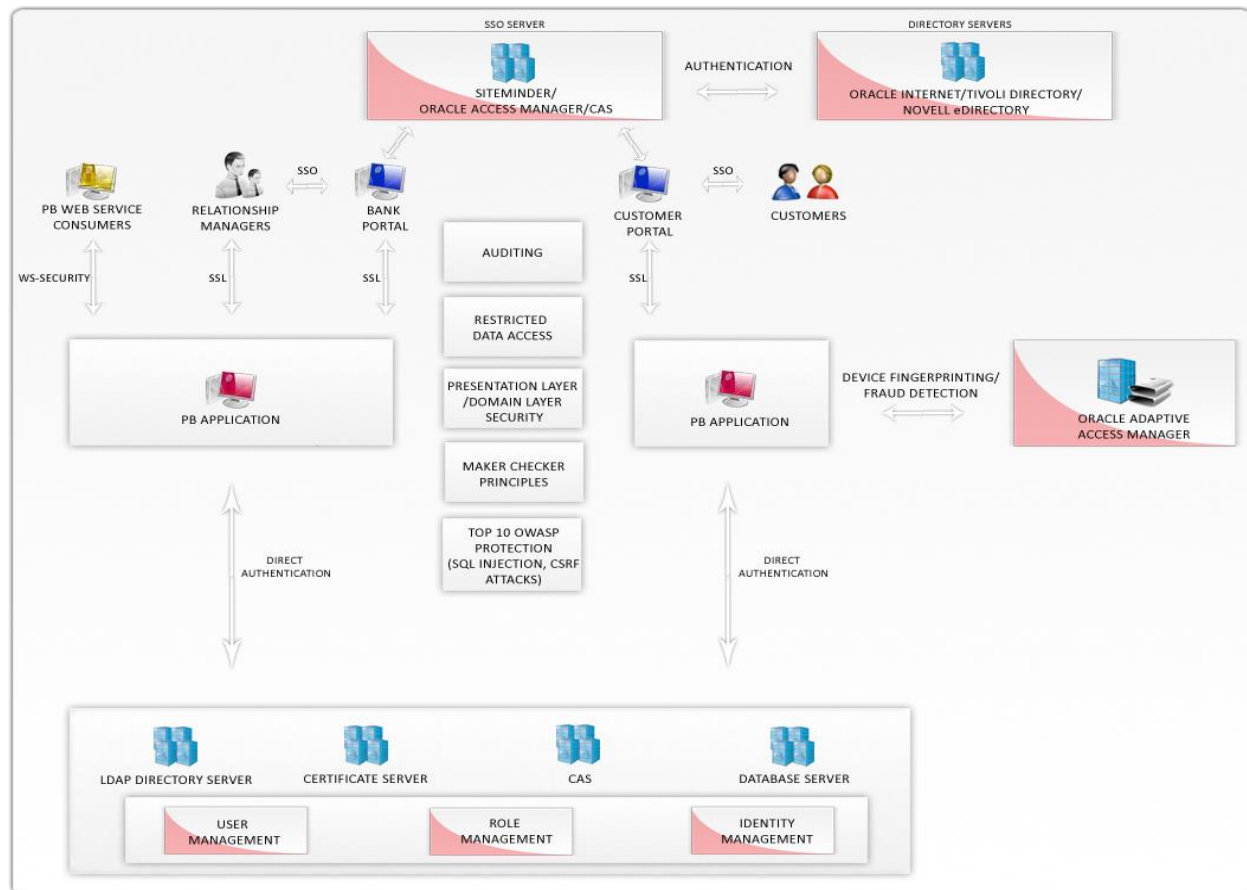 SSO SERVER
DIRECTORY SERVERS
SITEMINDER/
ORACLE ACCESS MANAGER/CAS
AUTHENTICATION
ORACLE INTERNET/TIVOLI DIRECTORY/
NOVELL eDIRECTORY
PB WEB SERVICE
CONSUMERS
RELATIONSHIP
MANAGERS
SSO
BANK
PORTAL
CUSTOMER
PORTAL
SSO
CUSTOMERS
WS-SECURITY
SSL
SSL
SSL
AUDITING
RESTRICTED
DATA ACCESS
PRESENTATION LAYER
/DOMAIN LAYER
SECURITY
MAKER CHECKER
PRINCIPLES
TOP 10 OWASP
PROTECTION
(SQL INJECTION, CSRF
ATTACKS)
PB APPLICATION
PB APPLICATION
DEVICE FINGERPRINTING/
FRAUD DETECTION
ORACLE ADAPTIVE
ACCESS MANAGER
DIRECT
AUTHENTICATION
DIRECT
AUTHENTICATION
LDAP DIRECTORY SERVER
CERTIFICATE SERVER
CAS
DATABASE SERVER
USER
MANAGEMENT
ROLE
MANAGEMENT
IDENTITY
MANAGEMENT